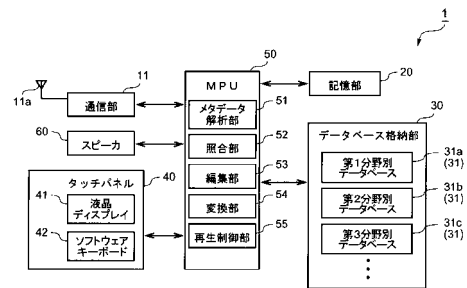 1
50
11
11a
通信部
60
スピーカ
40
タッチパネル
41
液晶
ディスプレイ
42
ソフトウェア
キーボード
MPU
メタデータ
解析部
51
照合部
52
編集部
53
変換部
54
再生制御部
55
20
記憶部
30
データベース格納部
第1分野別
データベース
31a
(31)
第2分野別
データベース
31b
(31)
第3分野別
データベース
31c
(31)